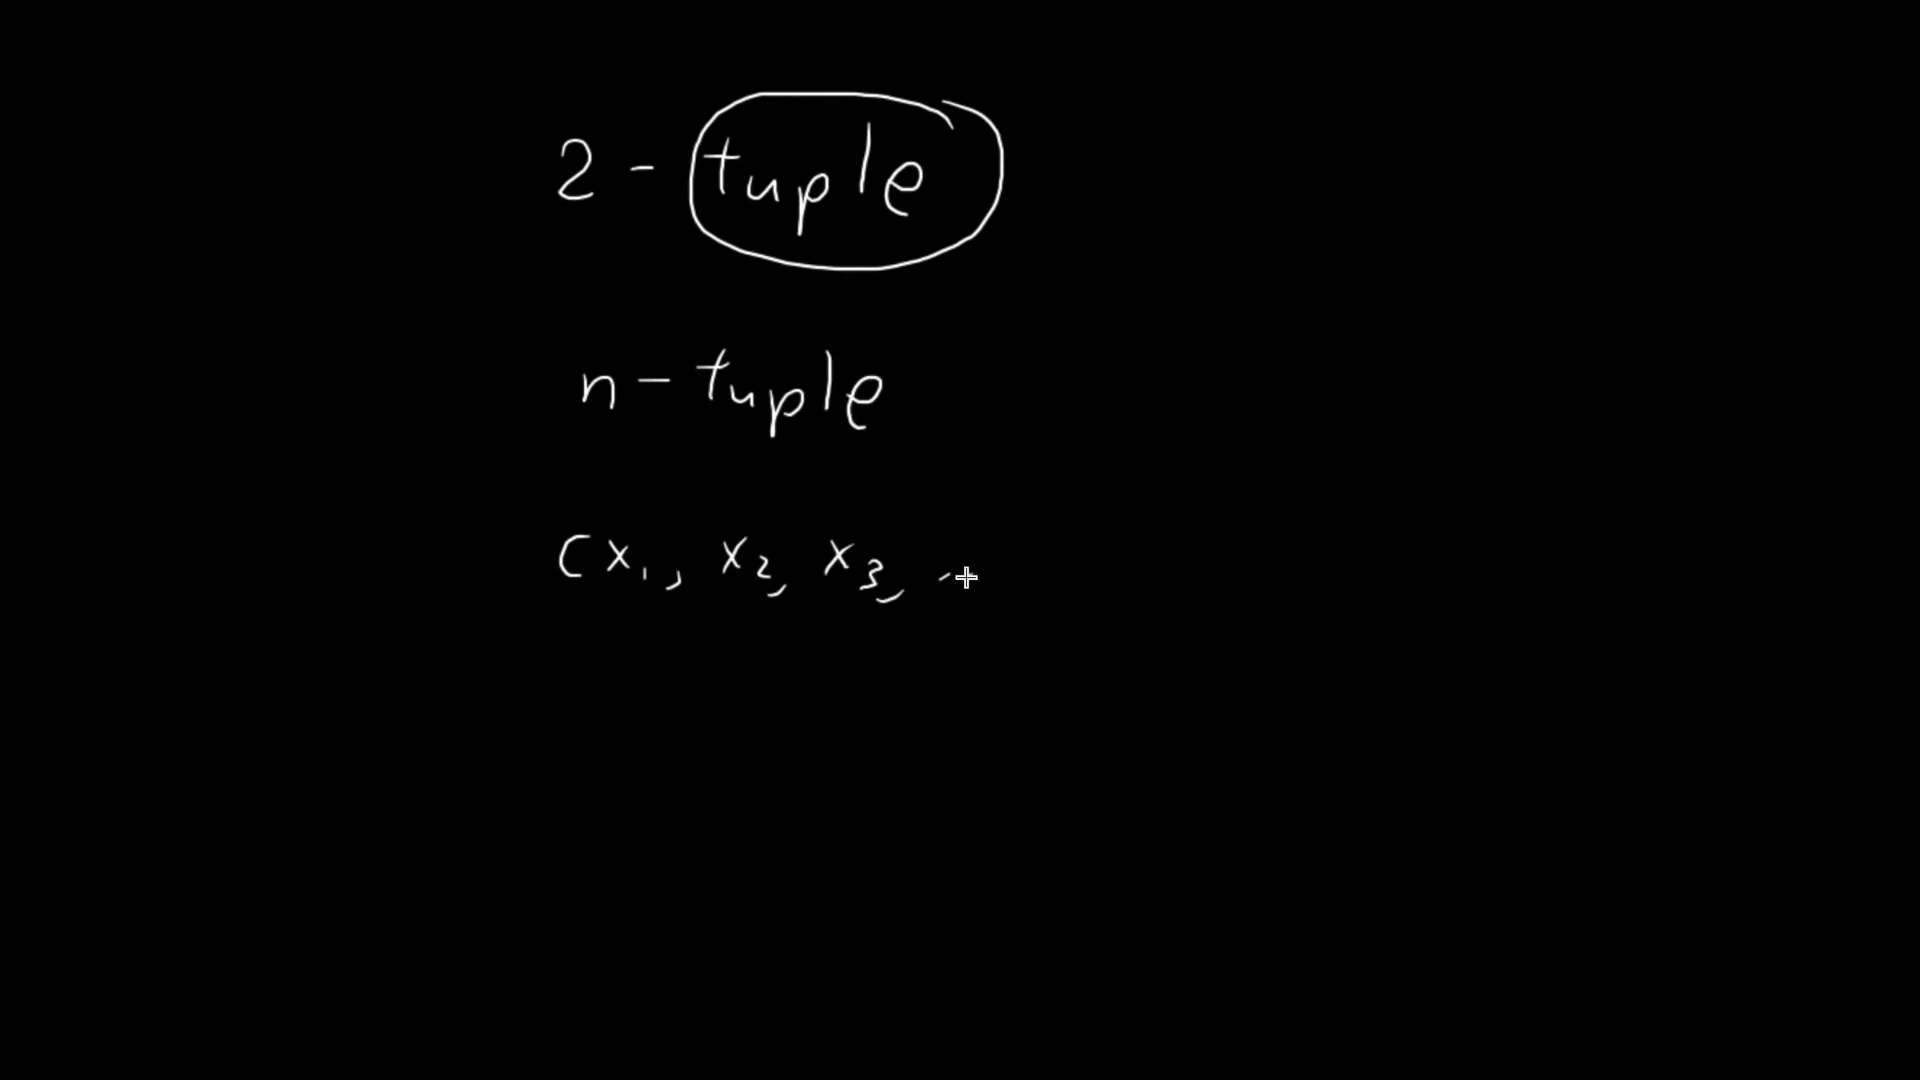 2 - tuple
n - tuple
(x₁, x₂, x₃,